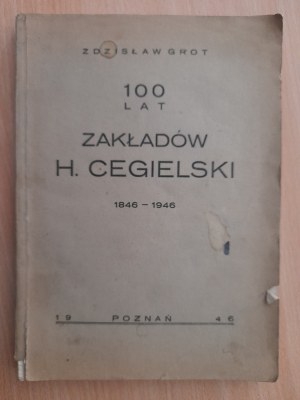 ZDZISŁAW GROT
100
LAT
ZAKŁADÓW
H. CEGIELSKI
1846 – 1946
19 POZNAŃ 46